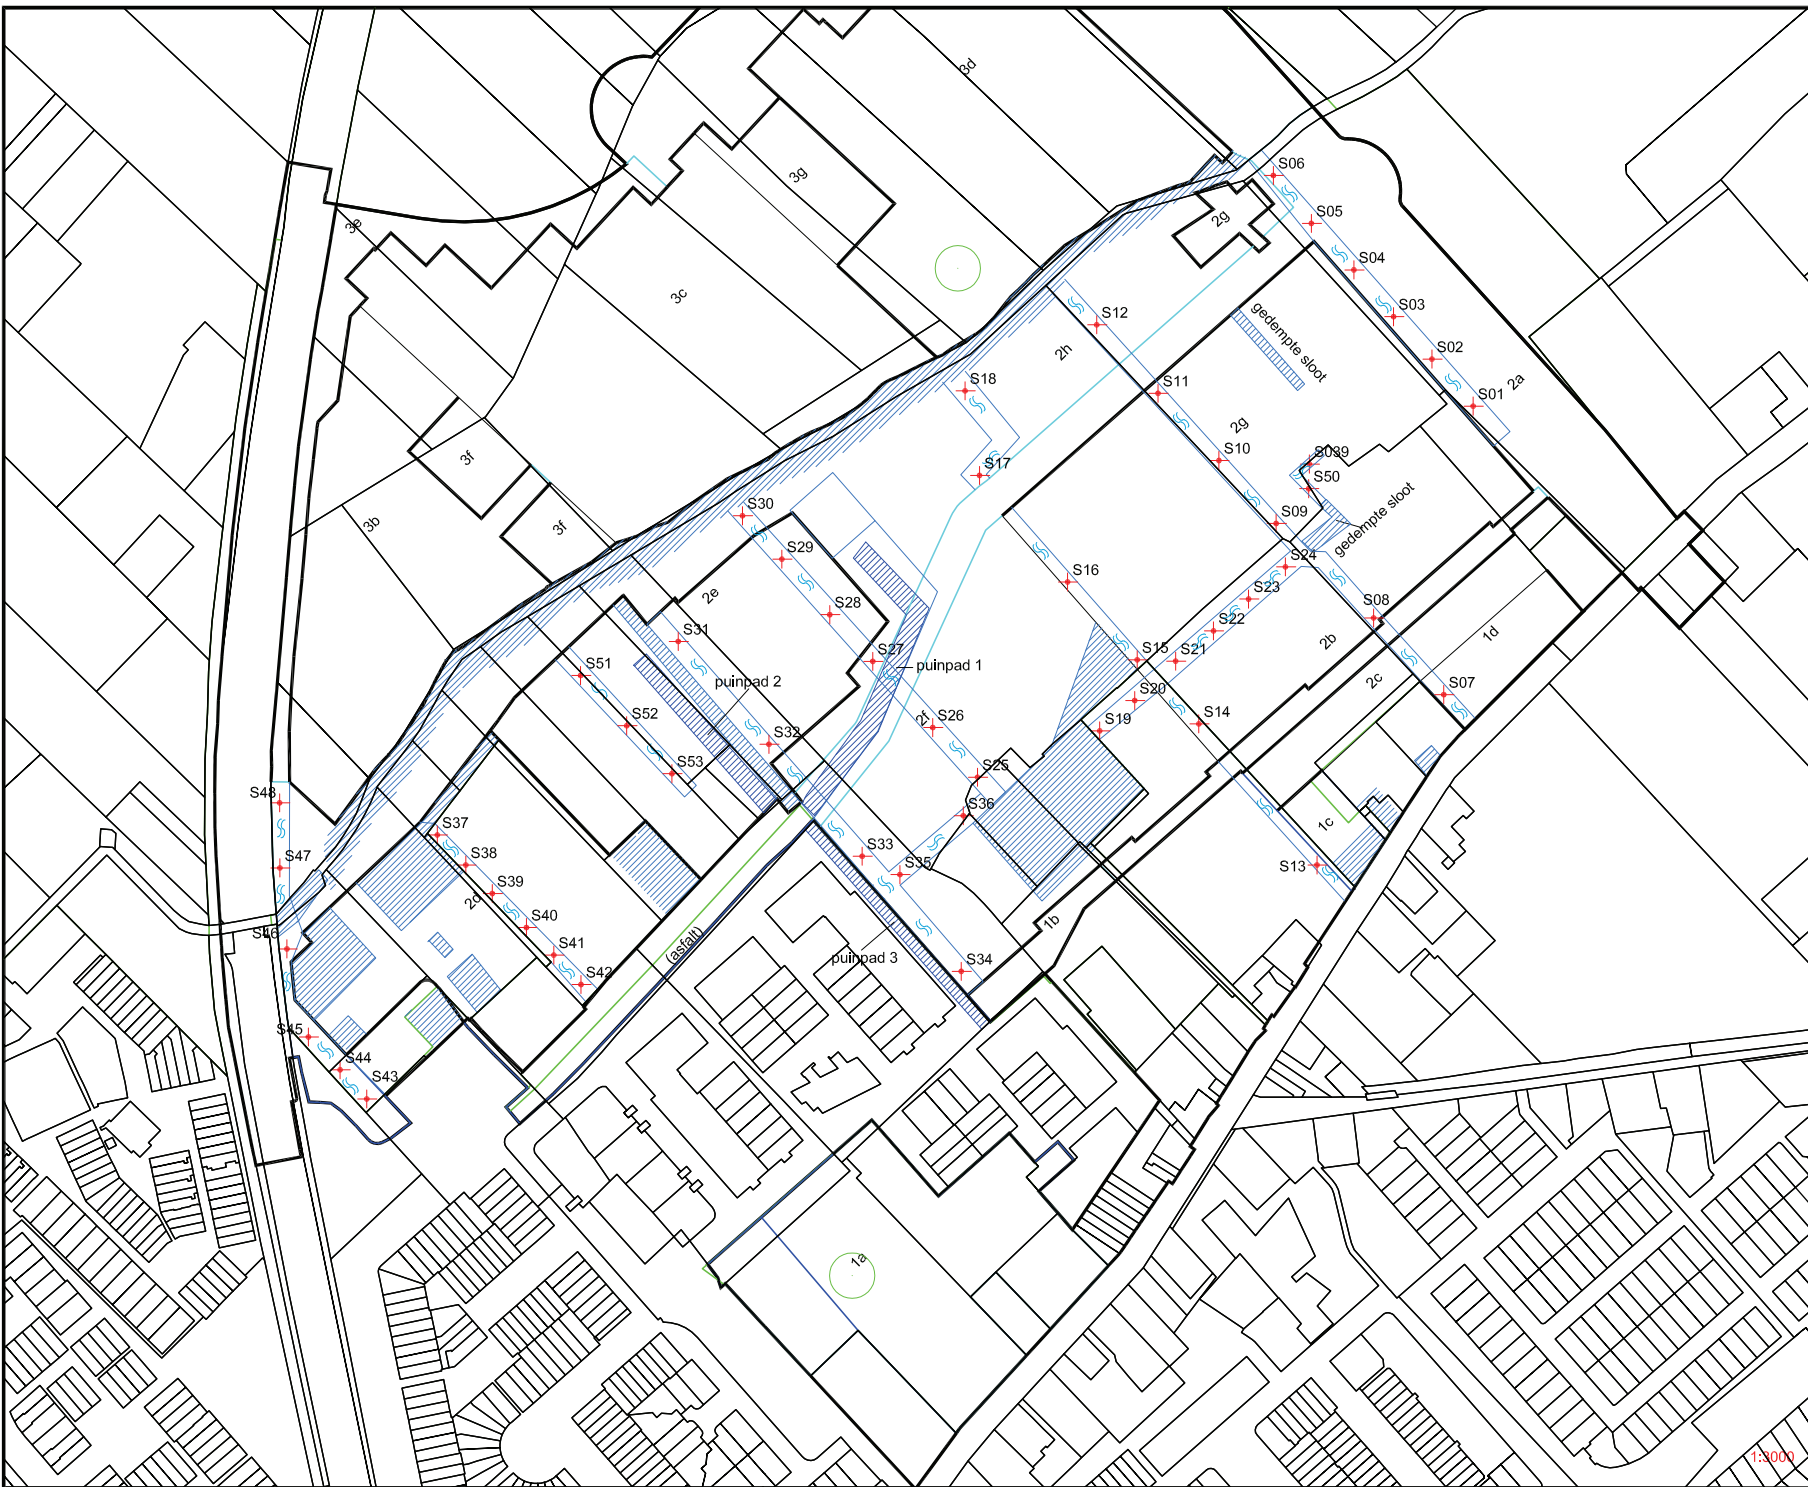 3d
3g
S06
2g
S05
3e
S04
3c
S03
gedempte sloot
S12
2h
S02
2a
S18
S11
S01
2g
3f
S10
S039
S17
S50
gedempte sloot
3b
3f
S30
S09
S29
S24
S16
2e
S23
S28
S08
S31
S22
2b
1d
S27
puinpad 1
S15
S21
S51
puinpad 2
2c
S20
S07
S52
2f
S26
S19
S14
S32
S53
S25
S48
S36
1c
S37
S33
S47
S38
S35
S13
S39
2d
S40
1b
S46
(asfalt)
S41
puinpad 3
S34
S42
S45
S44
S43
1a
1:3000